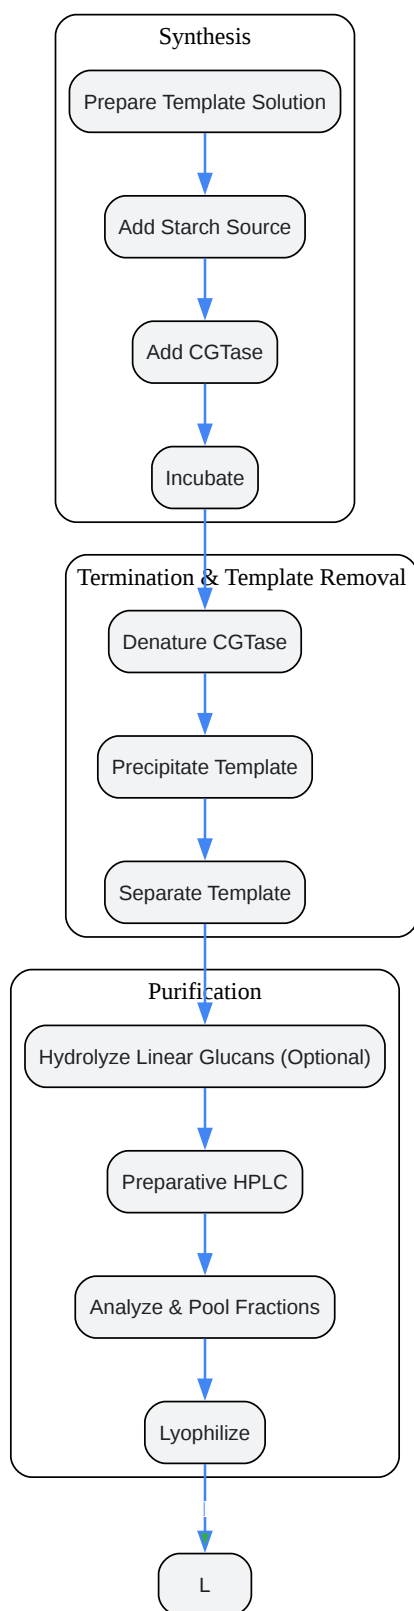 Synthesis
Prepare Template Solution
Add Starch Source
Add CGTase
Incubate
Termination & Template Removal
Denature CGTase
Precipitate Template
Separate Template
Purification
Hydrolyze Linear Glucans (Optional)
Preparative HPLC
Analyze & Pool Fractions
Lyophilize
L